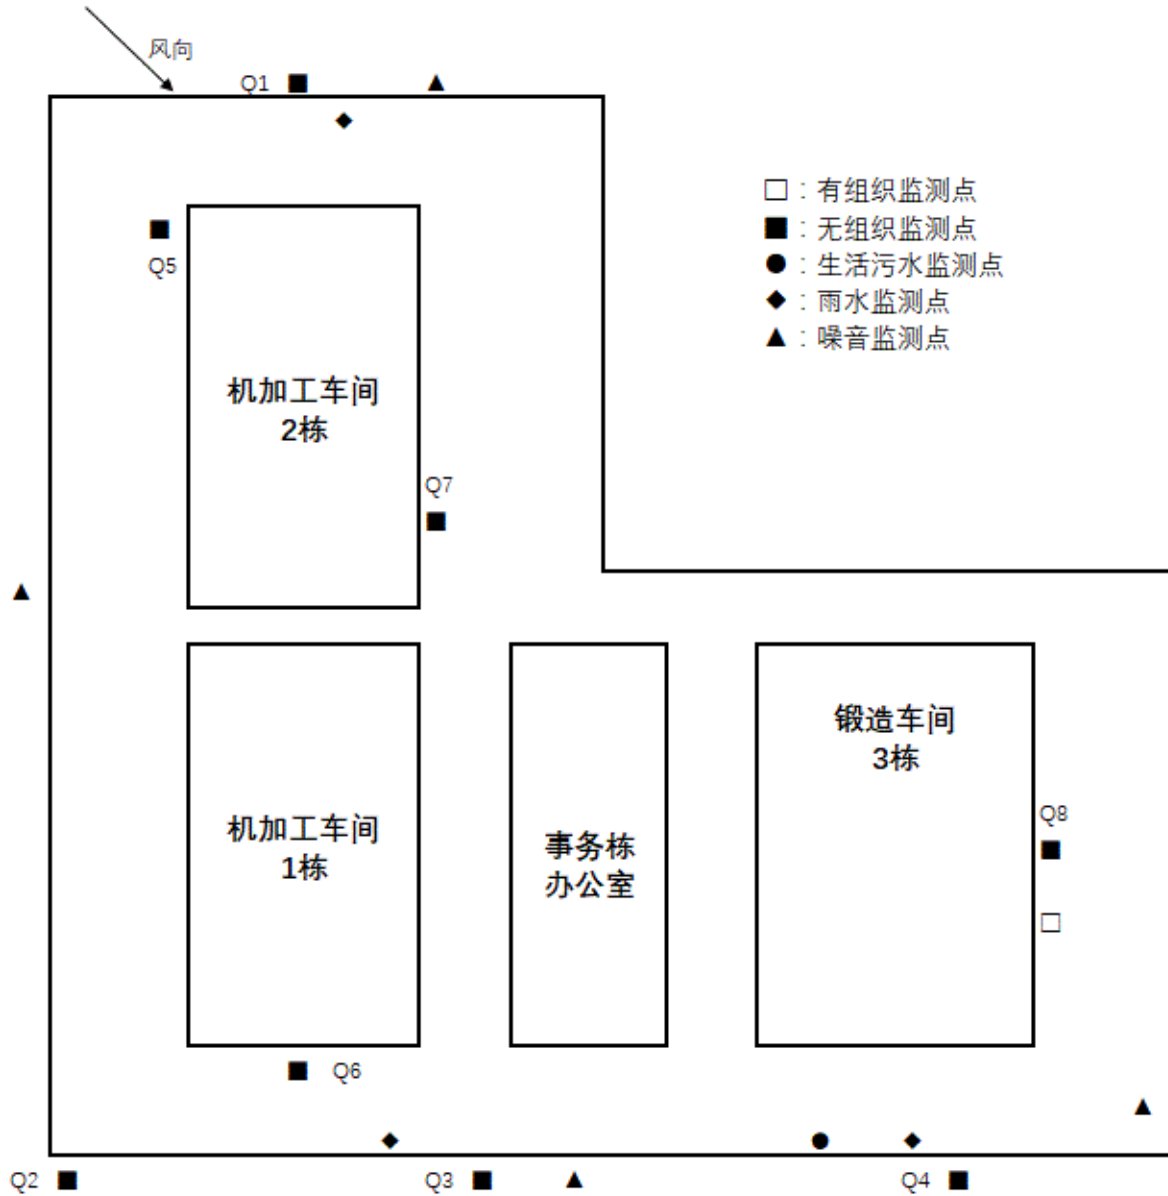 风向
Q1
□：有组织监测点
■：无组织监测点
●：生活污水监测点
◆：雨水监测点
▲：噪音监测点
Q5
机加工车间
2栋
Q7
锻造车间
3栋
机加工车间
1栋
事务栋
办公室
Q8
Q6
Q2
Q3
Q4